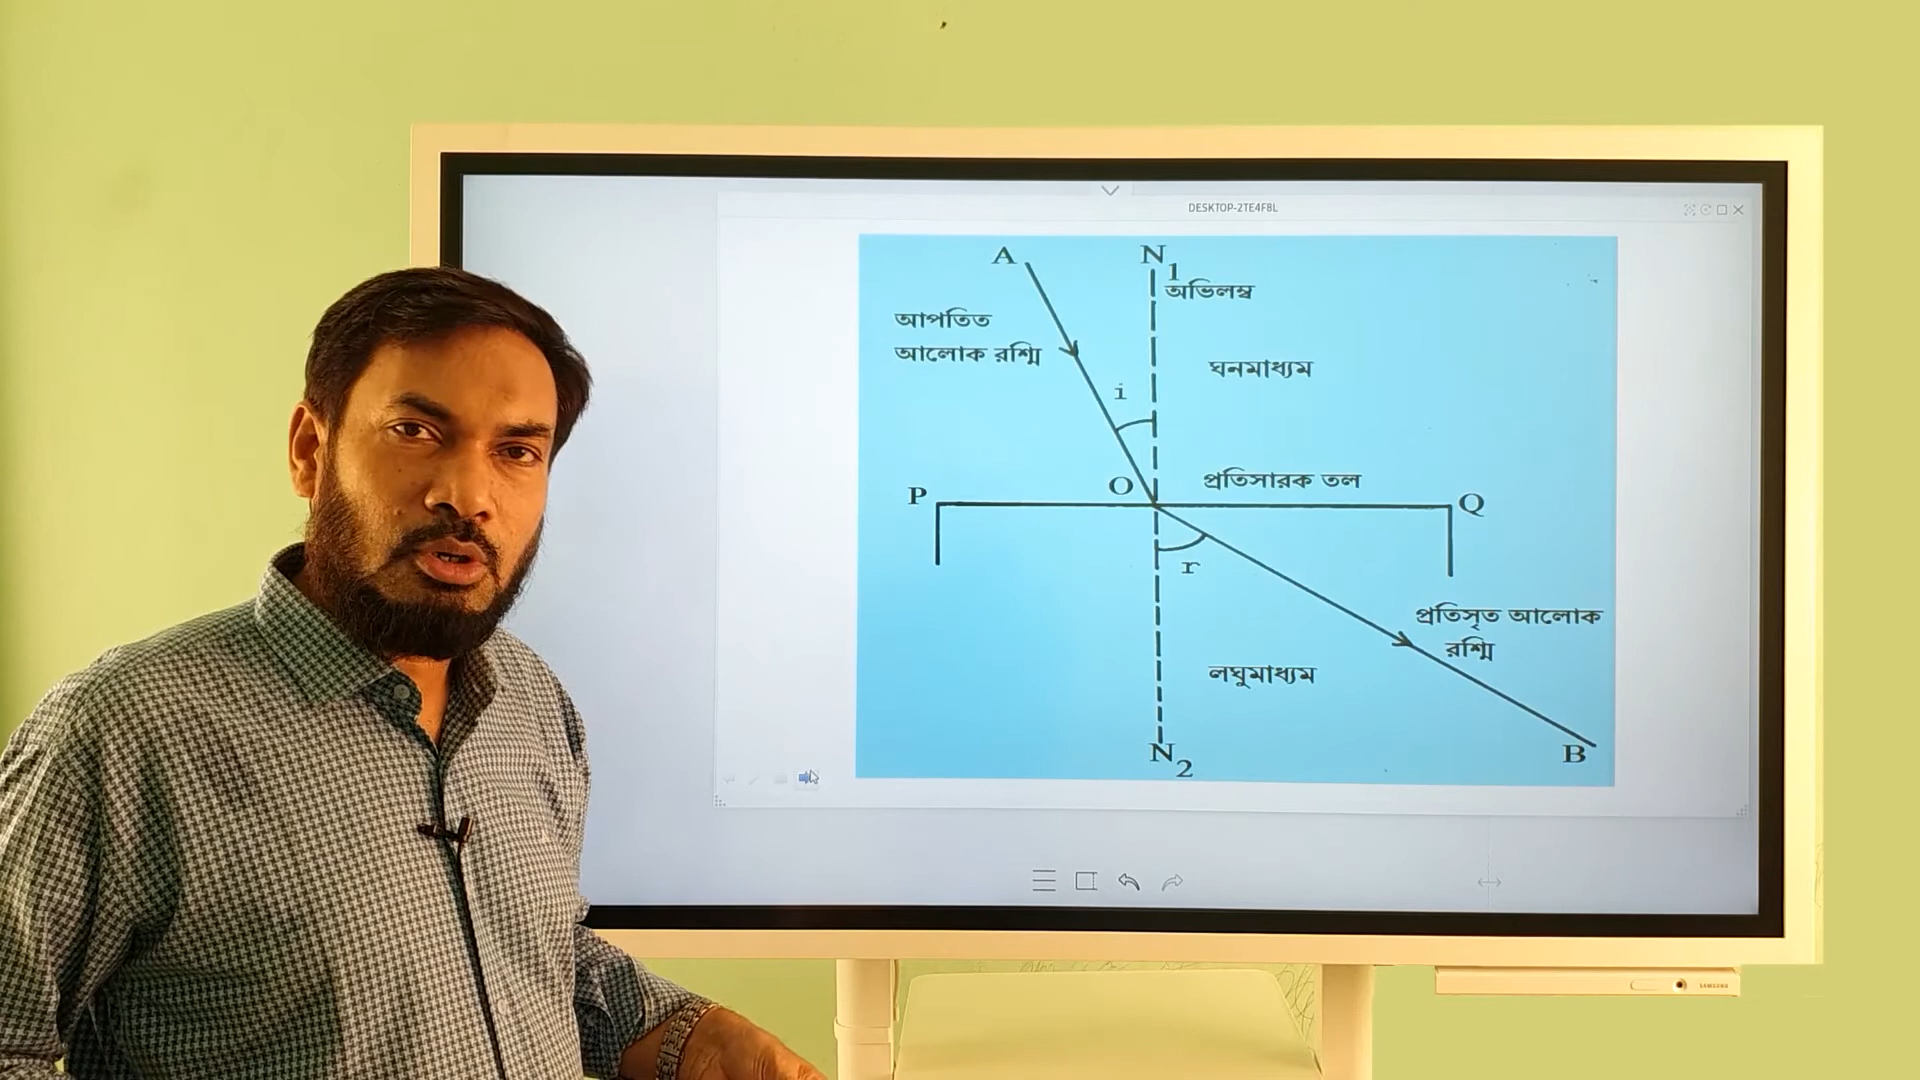 DESKTOP-2TE4F8L
A
N1
অভিলম্ব
আপতিত
আলোক রশ্মি
ঘনমাধ্যম
i
O
প্রতিসারক তল
P
Q
r
প্রতিসৃত আলোক
রশ্মি
লঘুমাধ্যম
N2
B
SAMSUNG